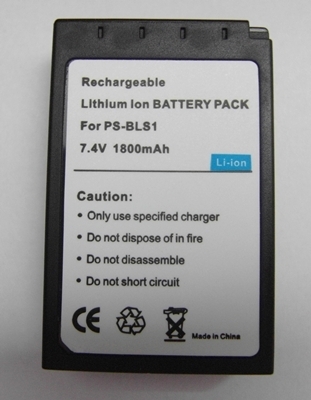 Rechargeable
Lithium Ion BATTERY PACK
For PS-BLS1
7.4V 1800mAh
Li-ion
Caution:
• Only use specified charger
• Do not dispose of in fire
• Do not disassemble
• Do not short circuit
CE
Made in China